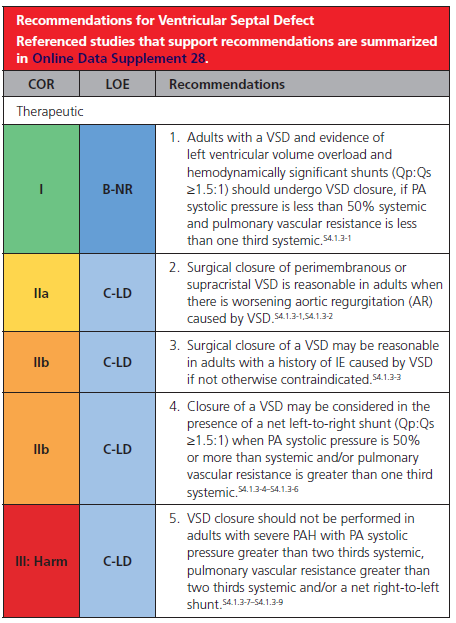 Recommendations for Ventricular Septal Defect
Referenced studies that support recommendations are summarized
in Online Data Supplement 28.
COR LOE Recommendations
Therapeutic
I B-NR 1. Adults with a VSD and evidence of
left ventricular volume overload and
hemodynamically significant shunts (Qp:Qs
≥1.5:1) should undergo VSD closure, if PA
systolic pressure is less than 50% systemic
and pulmonary vascular resistance is less
than one third systemic.S4.1.3-1
IIa C-LD 2. Surgical closure of perimembranous or
supracristal VSD is reasonable in adults when
there is worsening aortic regurgitation (AR)
caused by VSD.S4.1.3-1,S4.1.3-2
IIb C-LD 3. Surgical closure of a VSD may be reasonable
in adults with a history of IE caused by VSD
if not otherwise contraindicated.S4.1.3-3
IIb C-LD 4. Closure of a VSD may be considered in the
presence of a net left-to-right shunt (Qp:Qs
≥1.5:1) when PA systolic pressure is 50%
or more than systemic and/or pulmonary
vascular resistance is greater than one third
systemic.S4.1.3-4–S4.1.3-6
III: Harm C-LD 5. VSD closure should not be performed in
adults with severe PAH with PA systolic
pressure greater than two thirds systemic,
pulmonary vascular resistance greater than
two thirds systemic and/or a net right-to-left
shunt.S4.1.3-7–S4.1.3-9